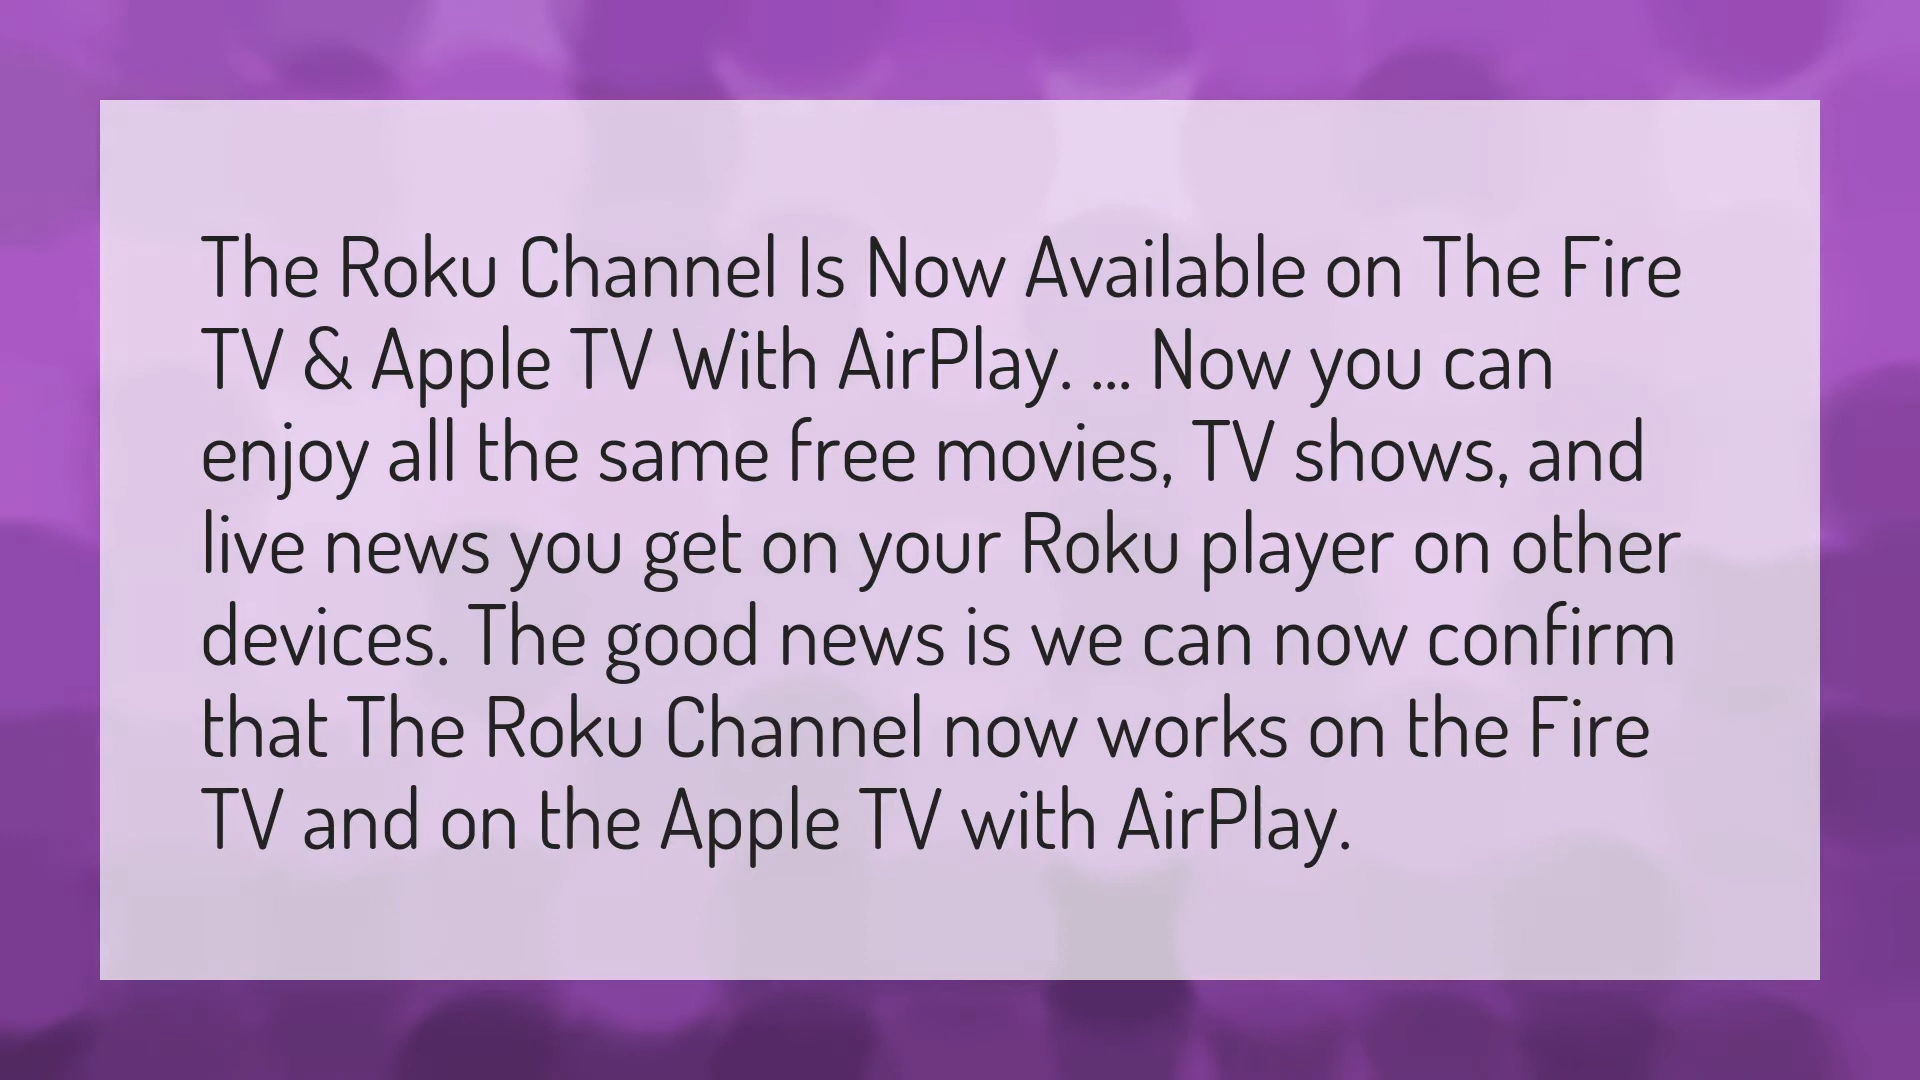 The Roku Channel Is Now Available on The Fire
TV & Apple TV With AirPlay. ... Now you can
enjoy all the same free movies, TV shows, and
live news you get on your Roku player on other
devices. The good news is we can now confirm
that The Roku Channel now works on the Fire
TV and on the Apple TV with AirPlay.